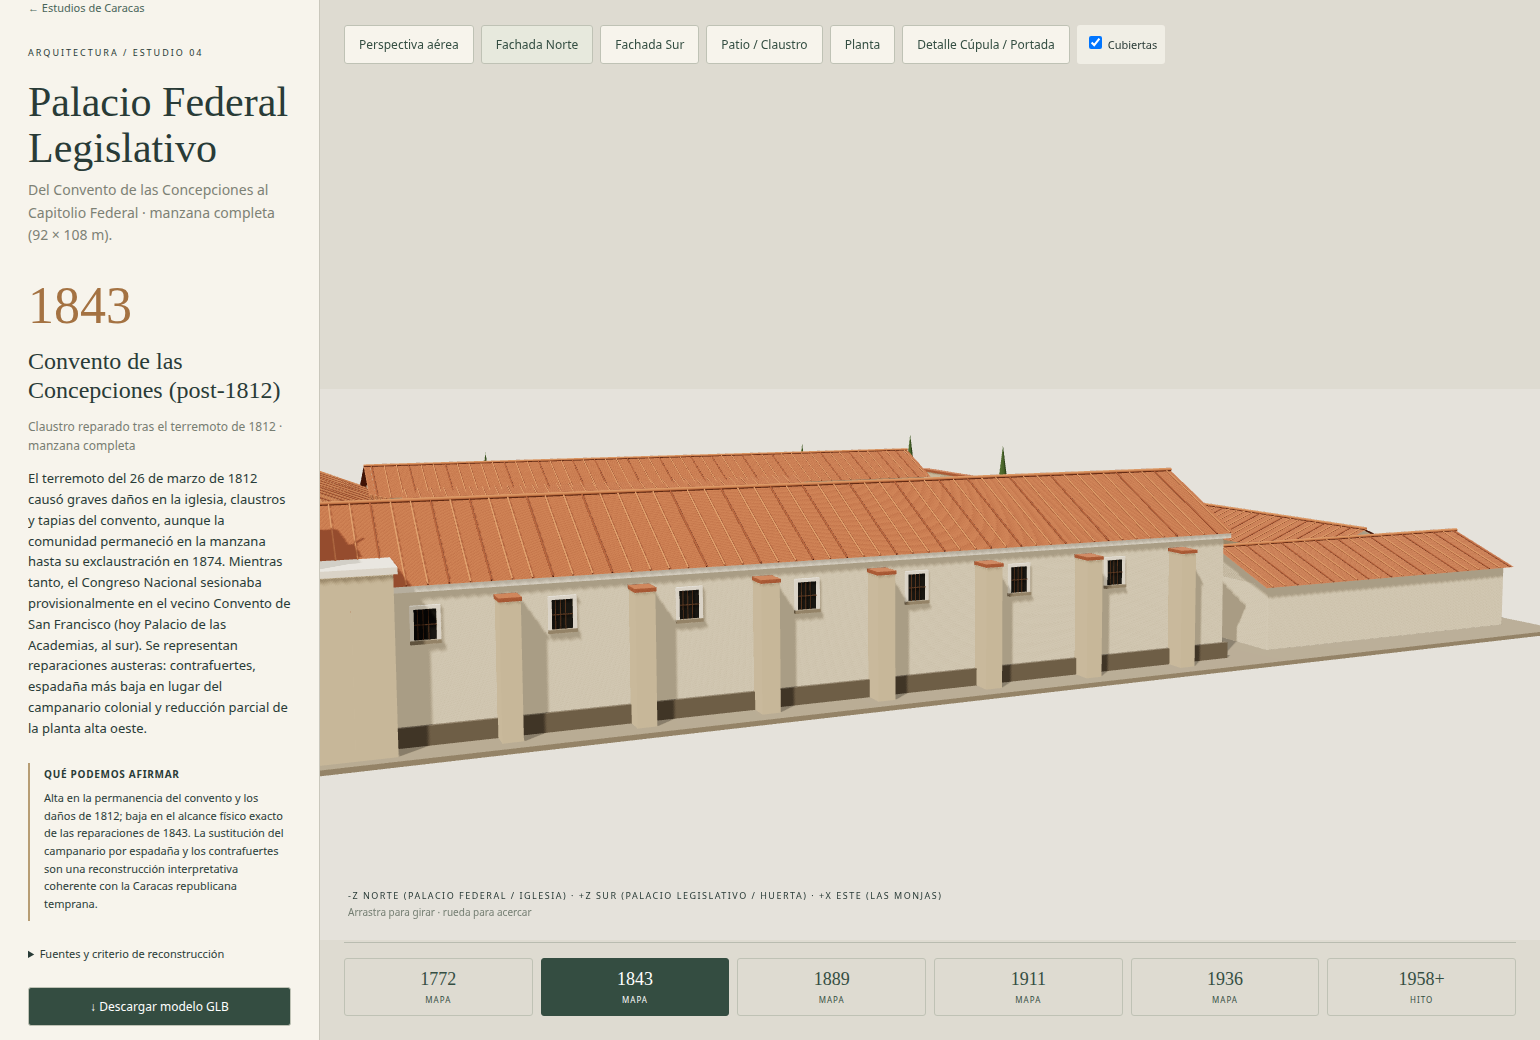 ← Estudios de Caracas
ARQUITECTURA / ESTUDIO 04
Palacio Federal
Legislativo
Del Convento de las Concepciones al
Capitolio Federal · manzana completa
(92 × 108 m).
1843
Convento de las
Concepciones (post-1812)
Claustro reparado tras el terremoto de 1812 ·
manzana completa
El terremoto del 26 de marzo de 1812
causó graves daños en la iglesia, claustros
y tapias del convento, aunque la
comunidad permaneció en la manzana
hasta su exclaustración en 1874. Mientras
tanto, el Congreso Nacional sesionaba
provisionalmente en el vecino Convento de
San Francisco (hoy Palacio de las
Academias, al sur). Se representan
reparaciones austeras: contrafuertes,
espadaña más baja en lugar del
campanario colonial y reducción parcial de
la planta alta oeste.
QUÉ PODEMOS AFIRMAR
Alta en la permanencia del convento y los
daños de 1812; baja en el alcance físico exacto
de las reparaciones de 1843. La sustitución del
campanario por espadaña y los contrafuertes
son una reconstrucción interpretativa
coherente con la Caracas republicana
temprana.
▶ Fuentes y criterio de reconstrucción
↓ Descargar modelo GLB
Perspectiva aérea
Fachada Norte
Fachada Sur
Patio / Claustro
Planta
Detalle Cúpula / Portada
Cubiertas
-Z NORTE (PALACIO FEDERAL / IGLESIA) · +Z SUR (PALACIO LEGISLATIVO / HUERTA) · +X ESTE (LAS MONJAS)
Arrastra para girar · rueda para acercar
1772
MAPA
1843
MAPA
1889
MAPA
1911
MAPA
1936
MAPA
1958+
HITO